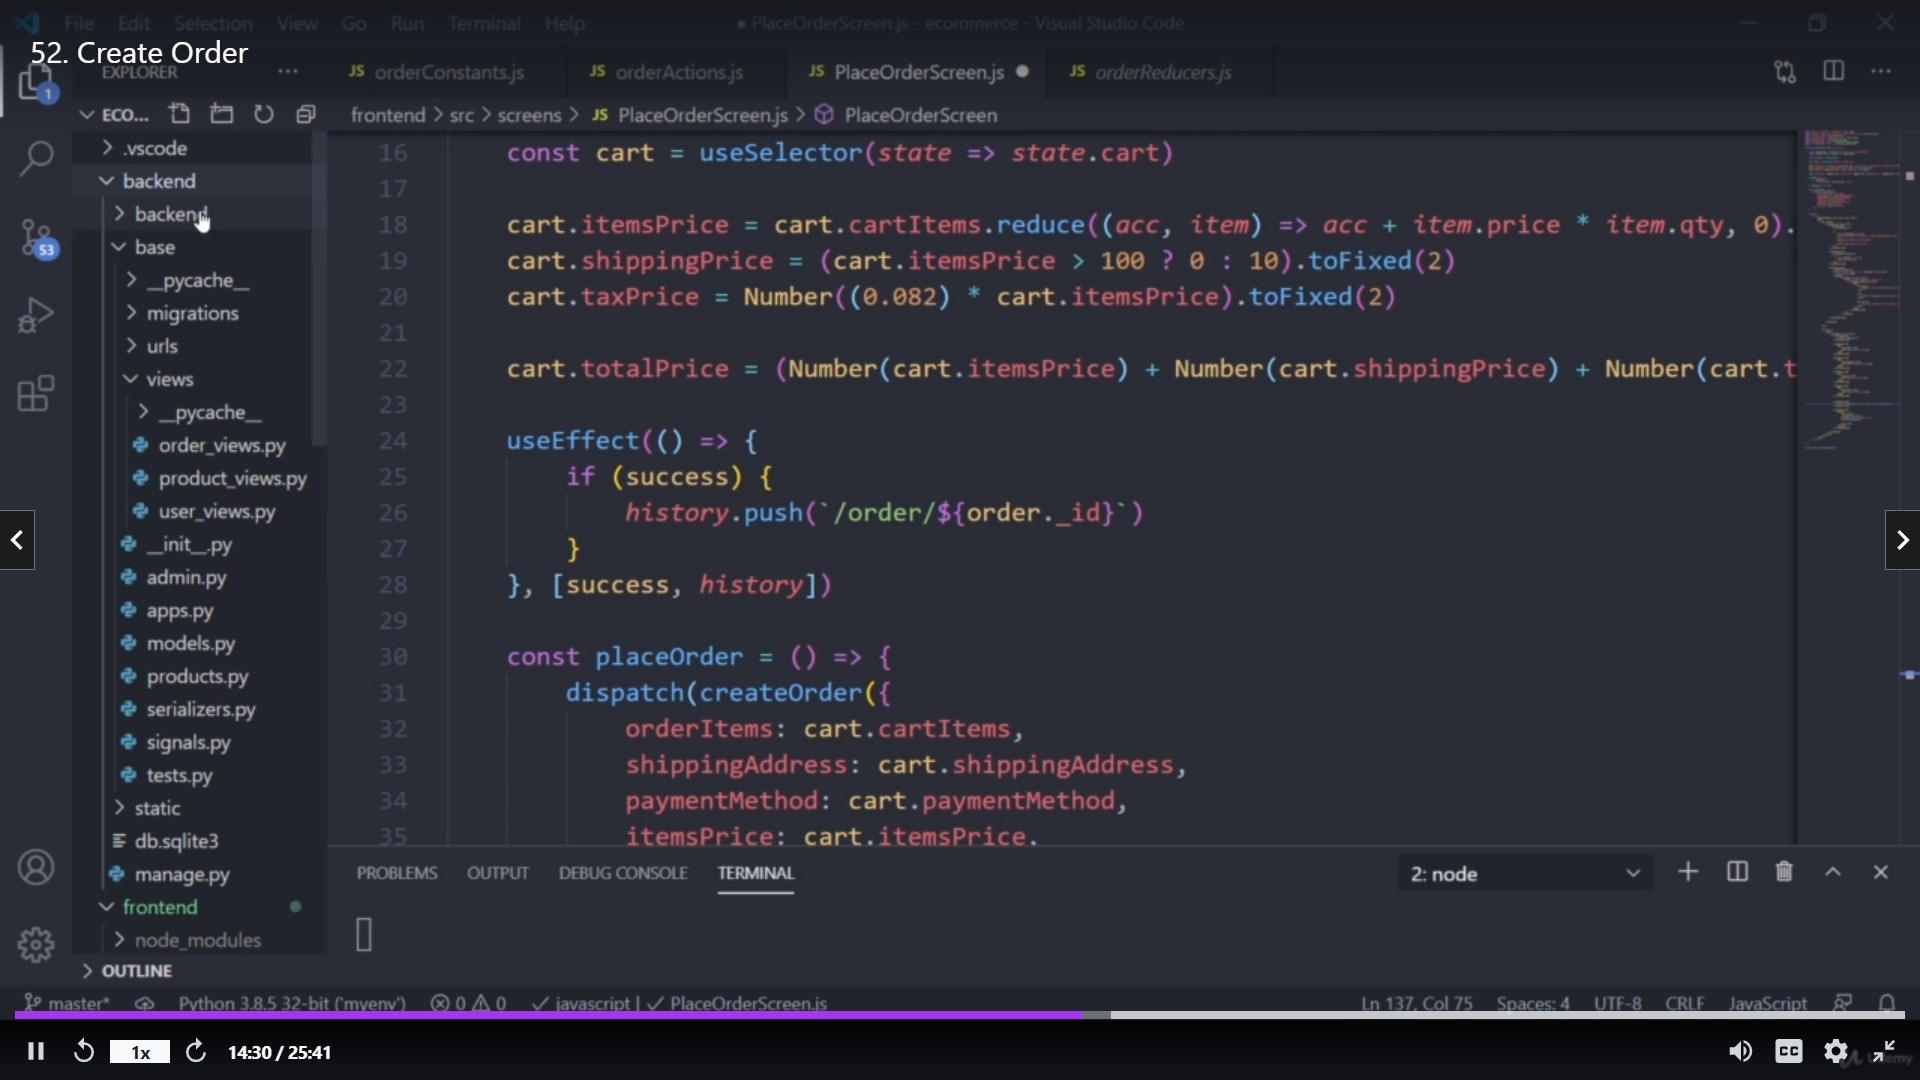 File Edit Selection View Go Run Terminal Help
● PlaceOrderScreen.js - ecommerce - Visual Studio Code
52. Create Order
EXPLORER
JS orderConstants.js
JS orderActions.js
JS PlaceOrderScreen.js
JS orderReducers.js
1
ECO...
frontend > src > screens > JS PlaceOrderScreen.js > PlaceOrderScreen
.vscode
backend
backend
53
base
__pycache__
migrations
urls
views
__pycache__
order_views.py
product_views.py
user_views.py
__init__.py
admin.py
apps.py
models.py
products.py
serializers.py
signals.py
tests.py
static
db.sqlite3
manage.py
frontend
node_modules
OUTLINE
16 const cart = useSelector(state => state.cart)
17
18 cart.itemsPrice = cart.cartItems.reduce((acc, item) => acc + item.price * item.qty, 0).
19 cart.shippingPrice = (cart.itemsPrice > 100 ? 0 : 10).toFixed(2)
20 cart.taxPrice = Number((0.082) * cart.itemsPrice).toFixed(2)
21
22 cart.totalPrice = (Number(cart.itemsPrice) + Number(cart.shippingPrice) + Number(cart.t
23
24 useEffect(() => {
25 if (success) {
26 history.push(`/order/${order._id}`)
27 }
28 }, [success, history])
29
30 const placeOrder = () => {
31 dispatch(createOrder({
32 orderItems: cart.cartItems,
33 shippingAddress: cart.shippingAddress,
34 paymentMethod: cart.paymentMethod,
35 itemsPrice: cart.itemsPrice,
PROBLEMS OUTPUT DEBUG CONSOLE TERMINAL
2: node
master* Python 3.8.5 32-bit ('myenv') 0 0 javascript | PlaceOrderScreen.js
Ln 137, Col 75 Spaces: 4 UTF-8 CRLF JavaScript
1x
14:30 / 25:41
CC
Udemy